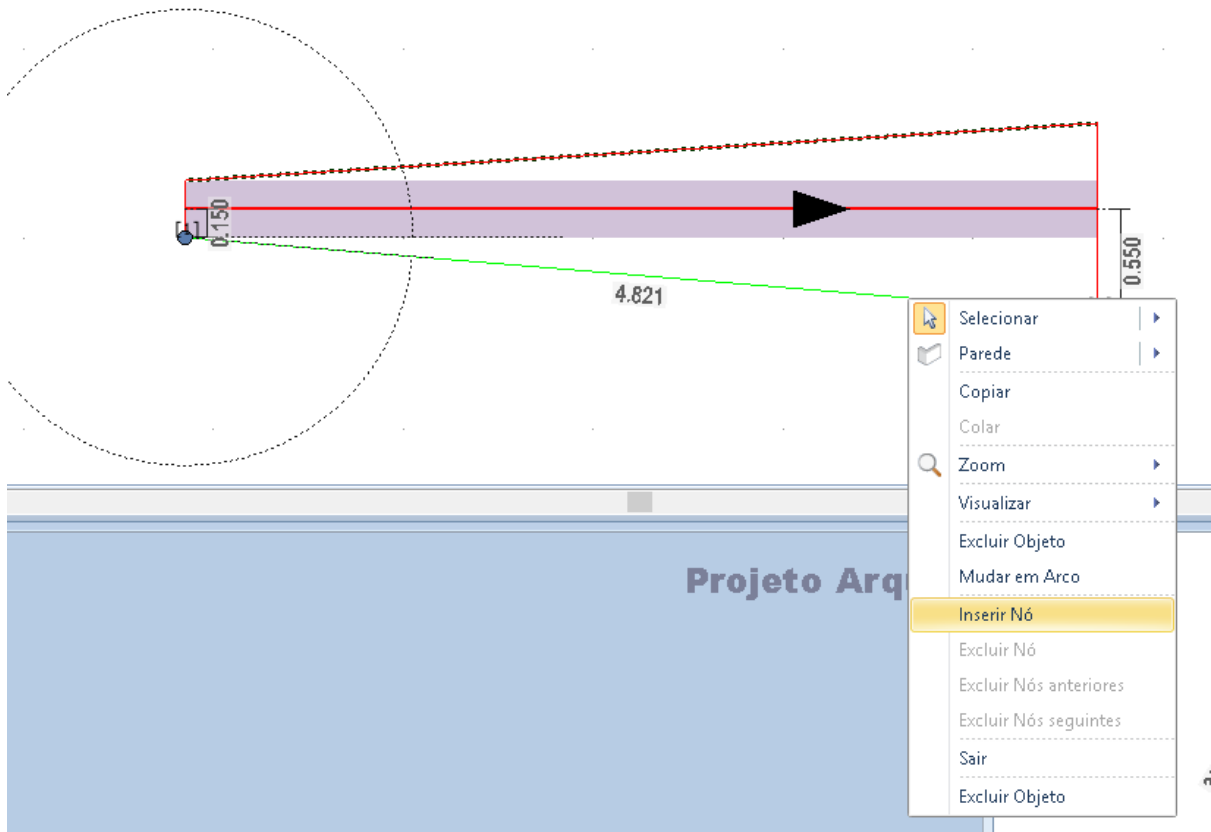 [1]
0.150
0.550
4.821
Selecionar
Parede
Copiar
Colar
Zoom
Visualizar
Excluir Objeto
Mudar em Arco
Projeto Arq
Inserir Nó
Excluir Nó
Excluir Nós anteriores
Excluir Nós seguintes
Sair
Excluir Objeto